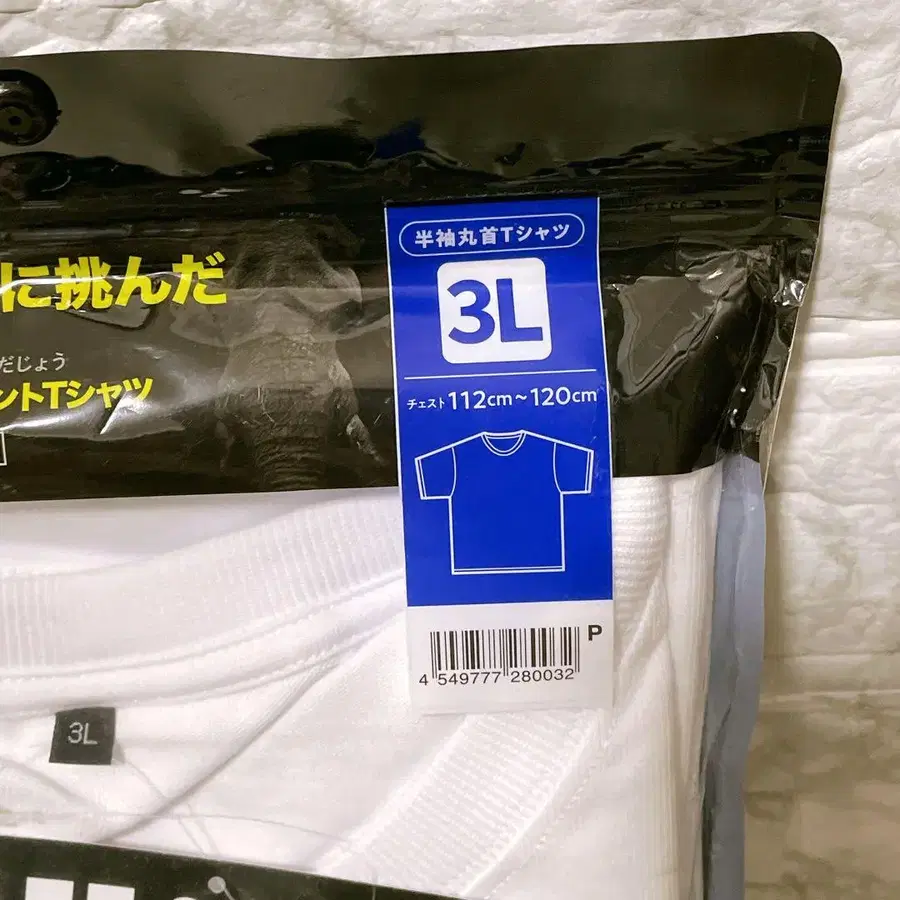 に挑んだ
だじょう
ントTシャツ
半袖丸首Tシャツ
3L
チェスト112cm~120cm
P
4 549777 280032
3L